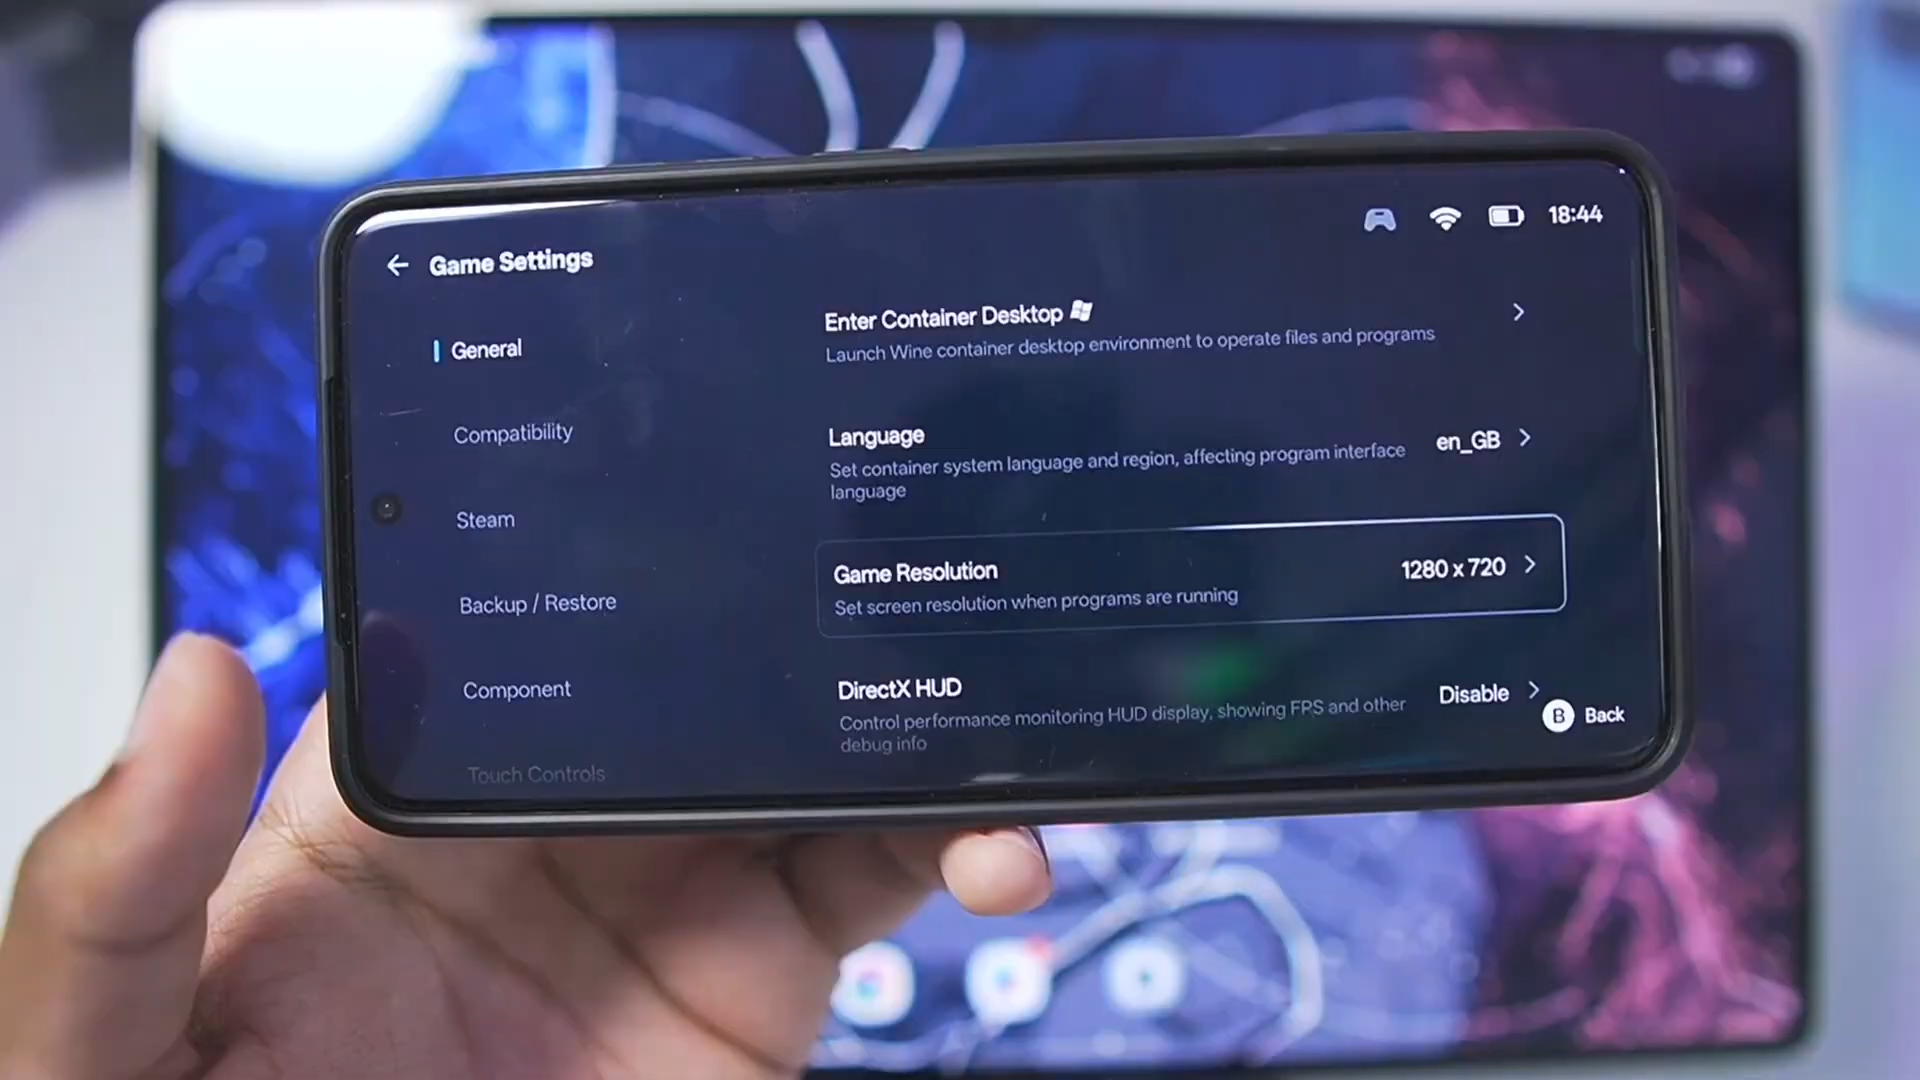 18:44
Game Settings
General
Compatibility
Steam
Backup / Restore
Component
Touch Controls
Enter Container Desktop
Launch Wine container desktop environment to operate files and programs
Language
Set container system language and region, affecting program interface
language
en_GB
Game Resolution
Set screen resolution when programs are running
1280 x 720
DirectX HUD
Control performance monitoring HUD display, showing FPS and other
debug info
Disable
B Back